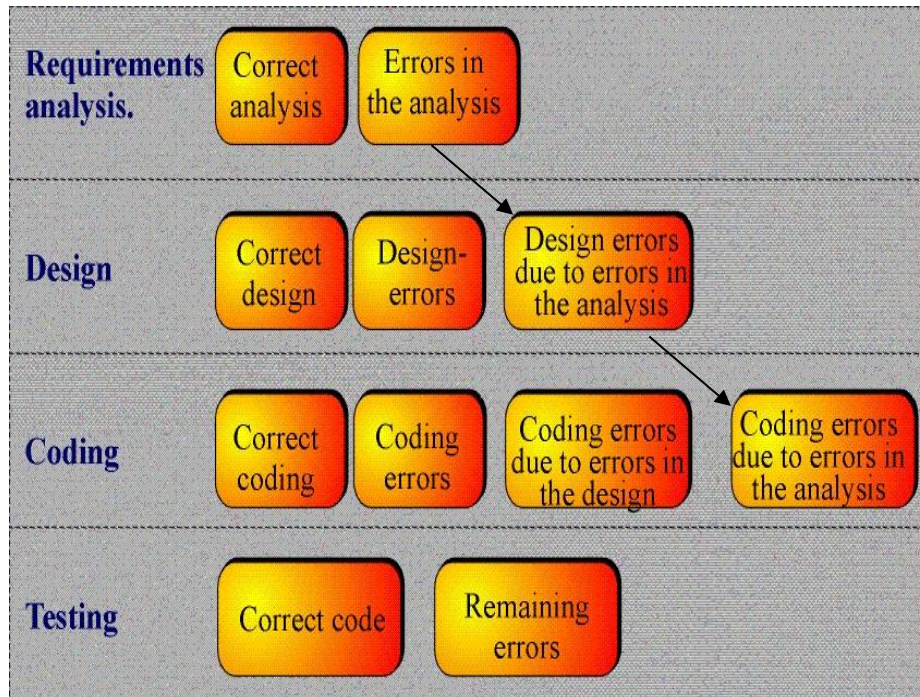 Requirements
analysis.
Correct
analysis
Errors in
the analysis
Design
Correct
design
Design-
errors
Design errors
due to errors in
the analysis
Coding
Correct
coding
Coding
errors
Coding errors
due to errors in
the design
Coding errors
due to errors in
the analysis
Testing
Correct code
Remaining
errors